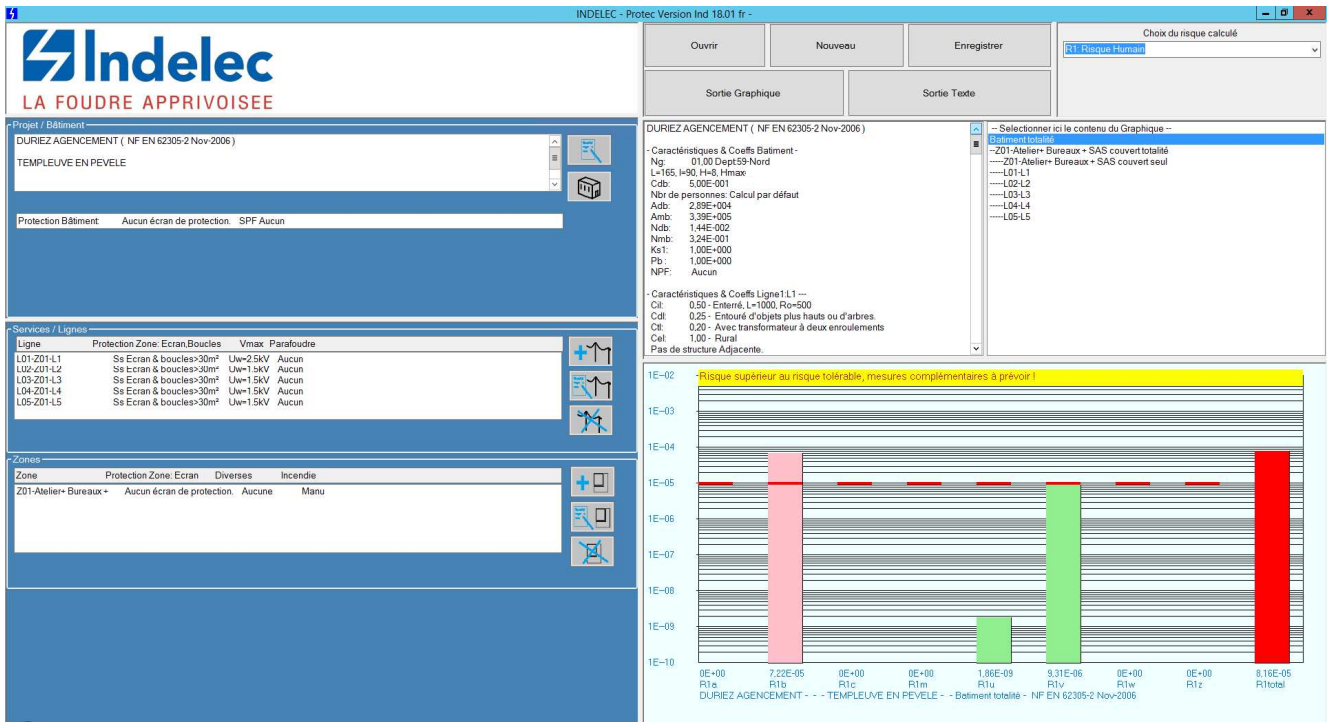 INDELEC - Protec Version Ind 18.01 fr -
Indelec
LA FOUDRE APPRIVOISEE
Projet / Bâtiment
DURIEZ AGENCEMENT ( NF EN 62305-2 Nov-2006 )
TEMPLEUVE EN PEVELE
Protection Bâtiment: Aucun écran de protection. SPF Aucun
Services / Lignes
Ligne Protection Zone: Ecran,Boucles Vmax Parafoudre
L01-Z01-L1 Ss Ecran & boucles>30m² Uw=2.5kV Aucun
L02-Z01-L2 Ss Ecran & boucles>30m² Uw=1.5kV Aucun
L03-Z01-L3 Ss Ecran & boucles>30m² Uw=1.5kV Aucun
L04-Z01-L4 Ss Ecran & boucles>30m² Uw=1.5kV Aucun
L05-Z01-L5 Ss Ecran & boucles>30m² Uw=1.5kV Aucun
Zones
Zone Protection Zone: Ecran Diverses Incendie
Z01-Atelier+ Bureaux + Aucun écran de protection. Aucune Manu
Ouvrir
Nouveau
Enregistrer
Sortie Graphique
Sortie Texte
Choix du risque calculé
R1: Risque Humain
DURIEZ AGENCEMENT ( NF EN 62305-2 Nov-2006 )
- Caractéristiques & Coeffs Batiment -
Ng: 01,00 Dept:59-Nord
L=165, l=90, H=8, Hmax=
Cdb: 5,00E-001
Nbr de personnes: Calcul par défaut
Adb: 2,89E+004
Amb: 3,39E+005
Ndb: 1,44E-002
Nmb: 3,24E-001
Ks1: 1,00E+000
Pb : 1,00E+000
NPF: Aucun
- Caractéristiques & Coeffs Ligne1:L1 ---
Cil: 0,50 - Enterré, L=1000, Ro=500
Cdl: 0,25 - Entouré d'objets plus hauts ou d'arbres.
Ctl: 0,20 - Avec transformateur à deux enroulements
Cel: 1,00 - Rural
Pas de structure Adjacente.
-- Selectionner ici le contenu du Graphique --
Batiment totalité
--Z01-Atelier+ Bureaux + SAS couvert totalité
-----Z01-Atelier+ Bureaux + SAS couvert seul
-----L01-L1
-----L02-L2
-----L03-L3
-----L04-L4
-----L05-L5
Risque supérieur au risque tolérable, mesures complémentaires à prévoir !
1E-02
1E-03
1E-04
1E-05
1E-06
1E-07
1E-08
1E-09
1E-10
0E+00 7,22E-05 0E+00 0E+00 1,86E-09 9,31E-06 0E+00 0E+00 8,16E-05
R1a R1b R1c R1m R1u R1v R1w R1z R1total
DURIEZ AGENCEMENT - - - TEMPLEUVE EN PEVELE - - Batiment totalité - NF EN 62305-2 Nov-2006